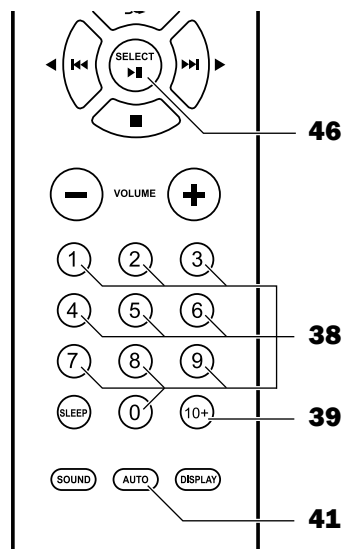 SELECT
46
VOLUME
1 2 3
4 5 6
38
7 8 9
SLEEP 0 10+
39
SOUND AUTO DISPLAY
41